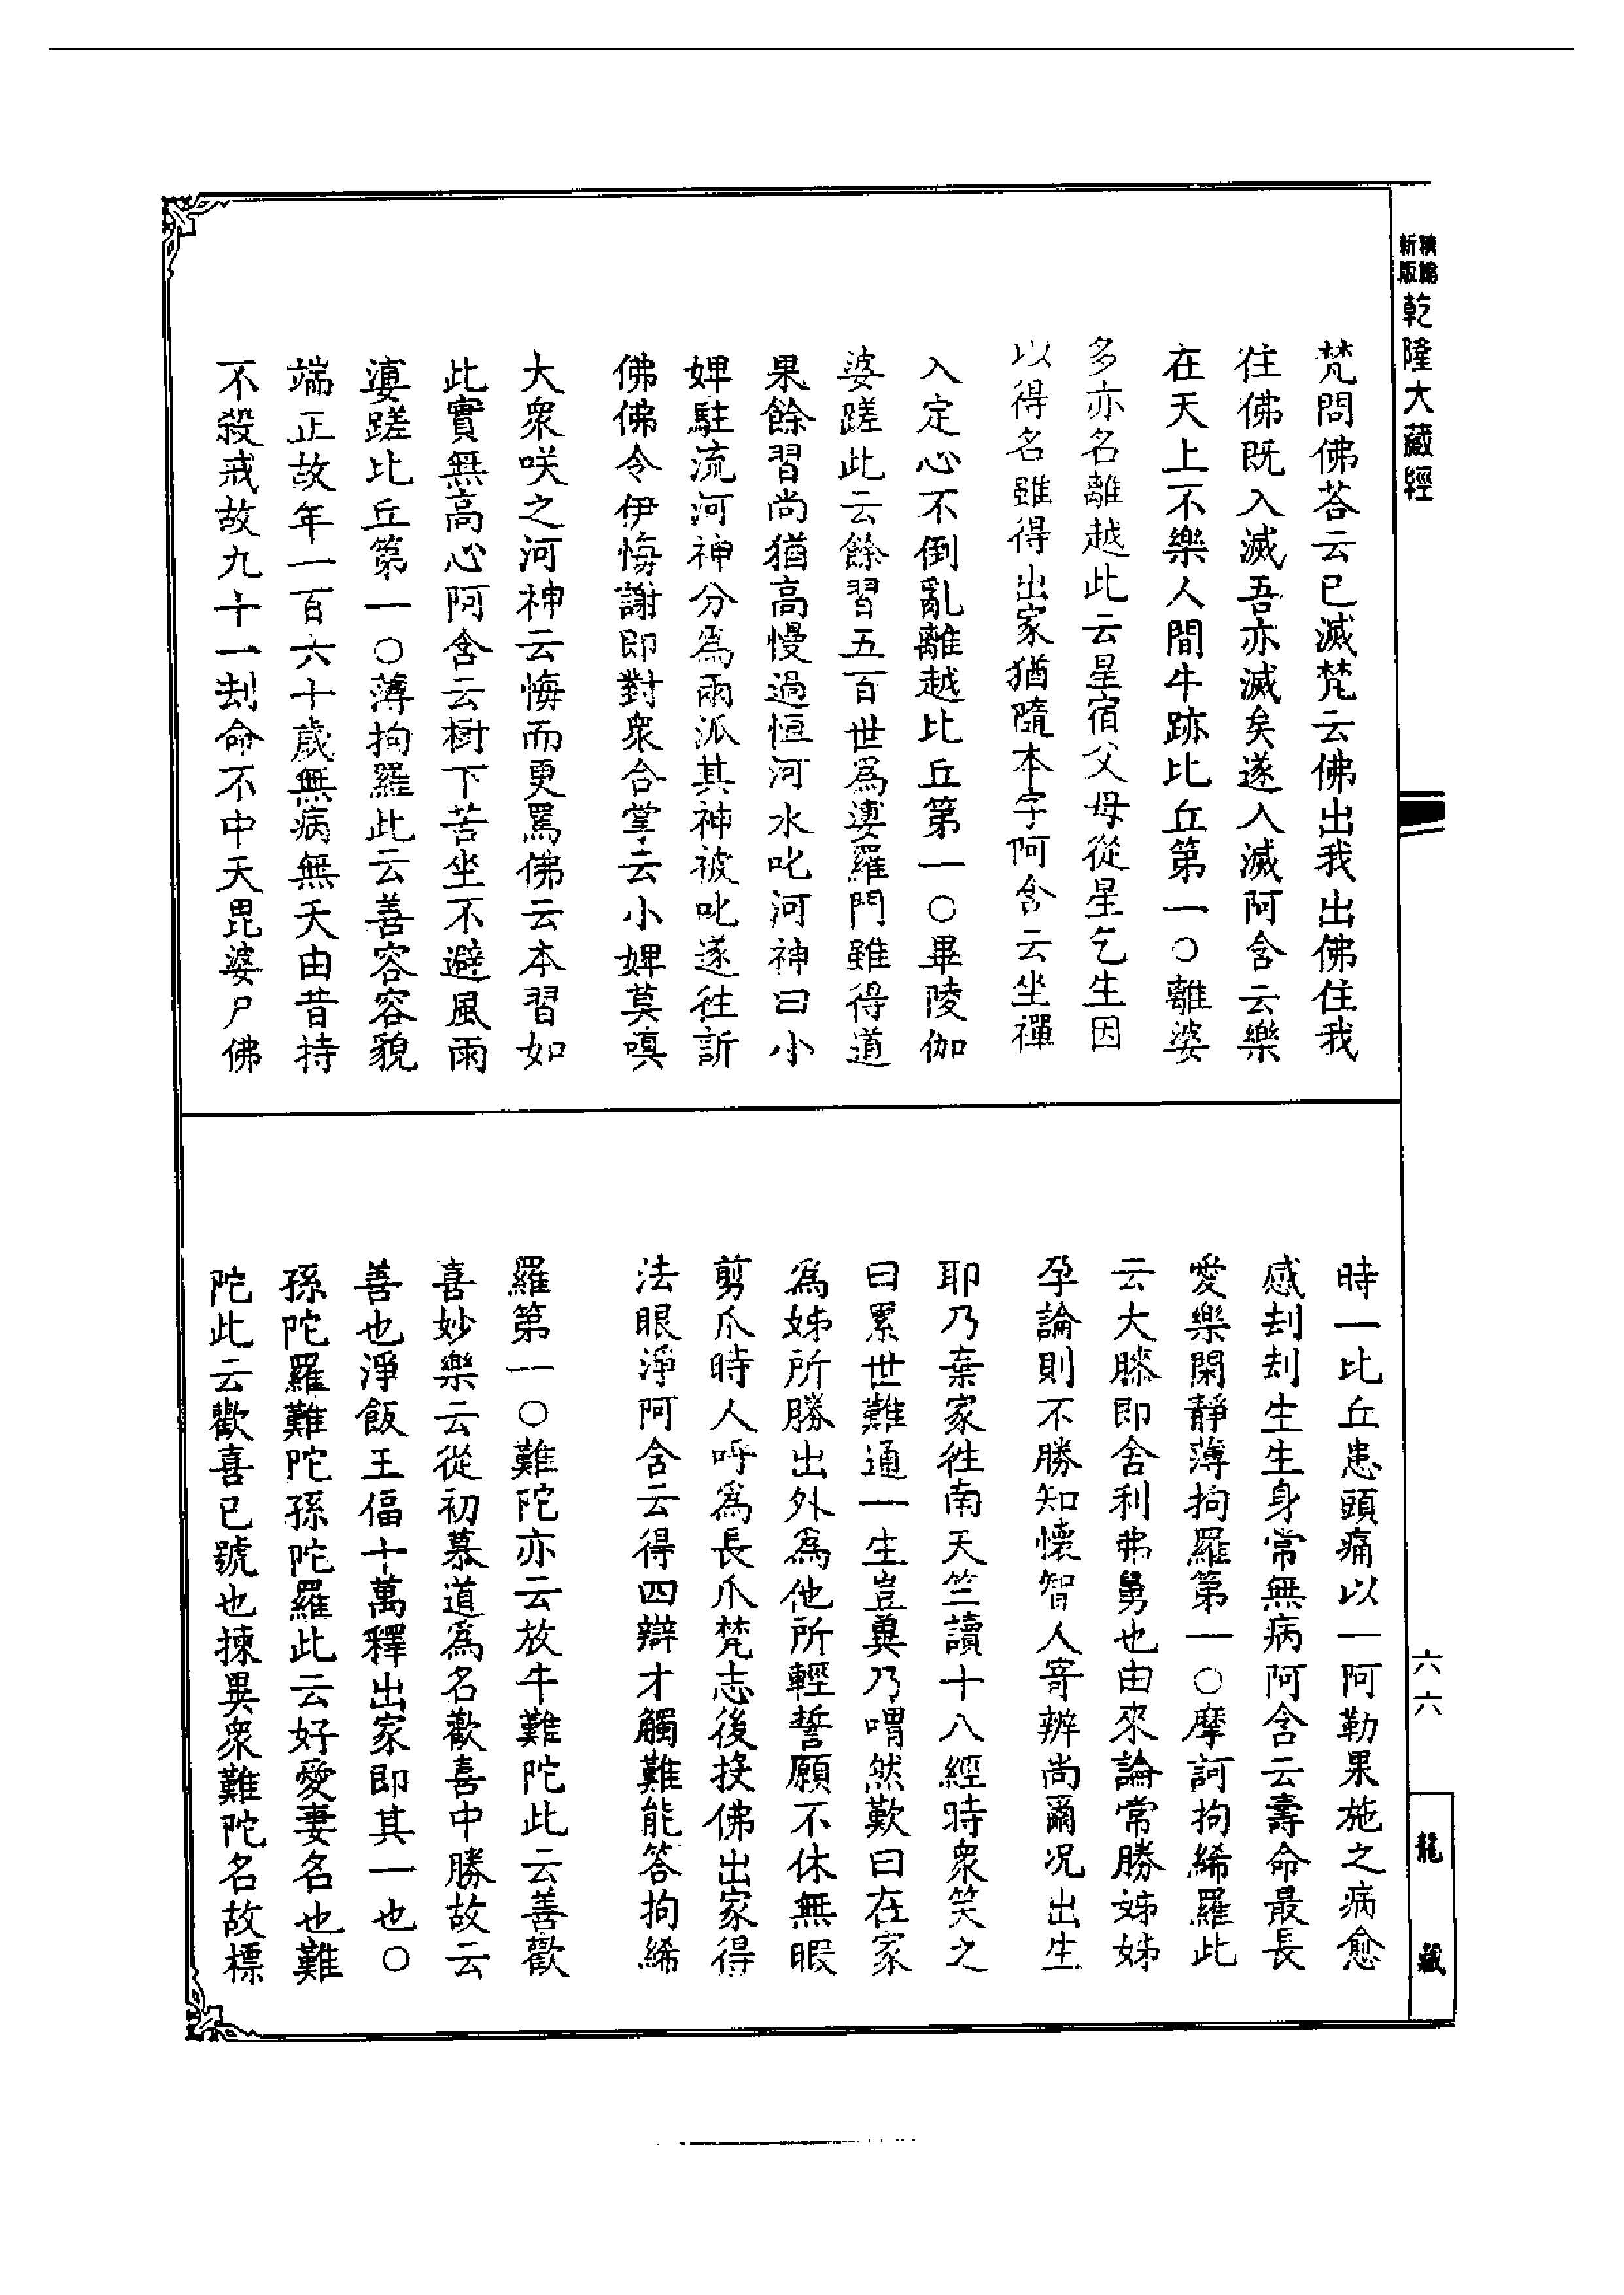 精編新版
乾隆大藏經
梵問佛荅云已滅梵云佛出我出佛住我
住佛既入滅吾亦滅矣遂入滅阿含云樂
在天上不樂人間牛跡比丘第一○離婆
多亦名離越此云星宿父母從星乞生因
以得名雖得出家猶隨本字阿含云坐禪
入定心不倒亂離越比丘第一○畢陵伽
婆蹉此云餘習五百世爲婆羅門雖得道
果餘習尚猶高慢過恒河水叱河神曰小
婢駐流河神分爲兩派其神被叱遂往訴
佛佛令伊悔謝即對衆合掌云小婢莫嗔
大衆咲之河神云悔而更罵佛云本習如
此實無高心阿含云樹下苦坐不避風雨
婆蹉比丘第一○薄拘羅此云善容容貌
端正故年一百六十歲無病無夭由昔持
不殺戒故九十一刦命不中夭毘婆尸佛
時一比丘患頭痛以一阿勒果施之病愈
感刦刦生生身常無病阿含云壽命最長
愛樂閑靜薄拘羅第一○摩訶拘絺羅此
云大膝即舍利弗舅也由來論常勝姊姊
孕論則不勝知懷智人寄辨尚爾况出生
耶乃棄家往南天竺讀十八經時衆笑之
曰累世難通一生豈冀乃喟然歎曰在家
爲姊所勝出外爲他所輕誓願不休無暇
剪爪時人呼爲長爪梵志後投佛出家得
法眼淨阿含云得四辯才觸難能答拘絺
羅第一○難陀亦云放牛難陀此云善歡
喜妙樂云從初慕道爲名歡喜中勝故云
善也淨飯王偪十萬釋出家即其一也○
孫陀羅難陀孫陀羅此云好愛妻名也難
陀此云歡喜已號也揀異衆難陀名故標
六六
龍藏